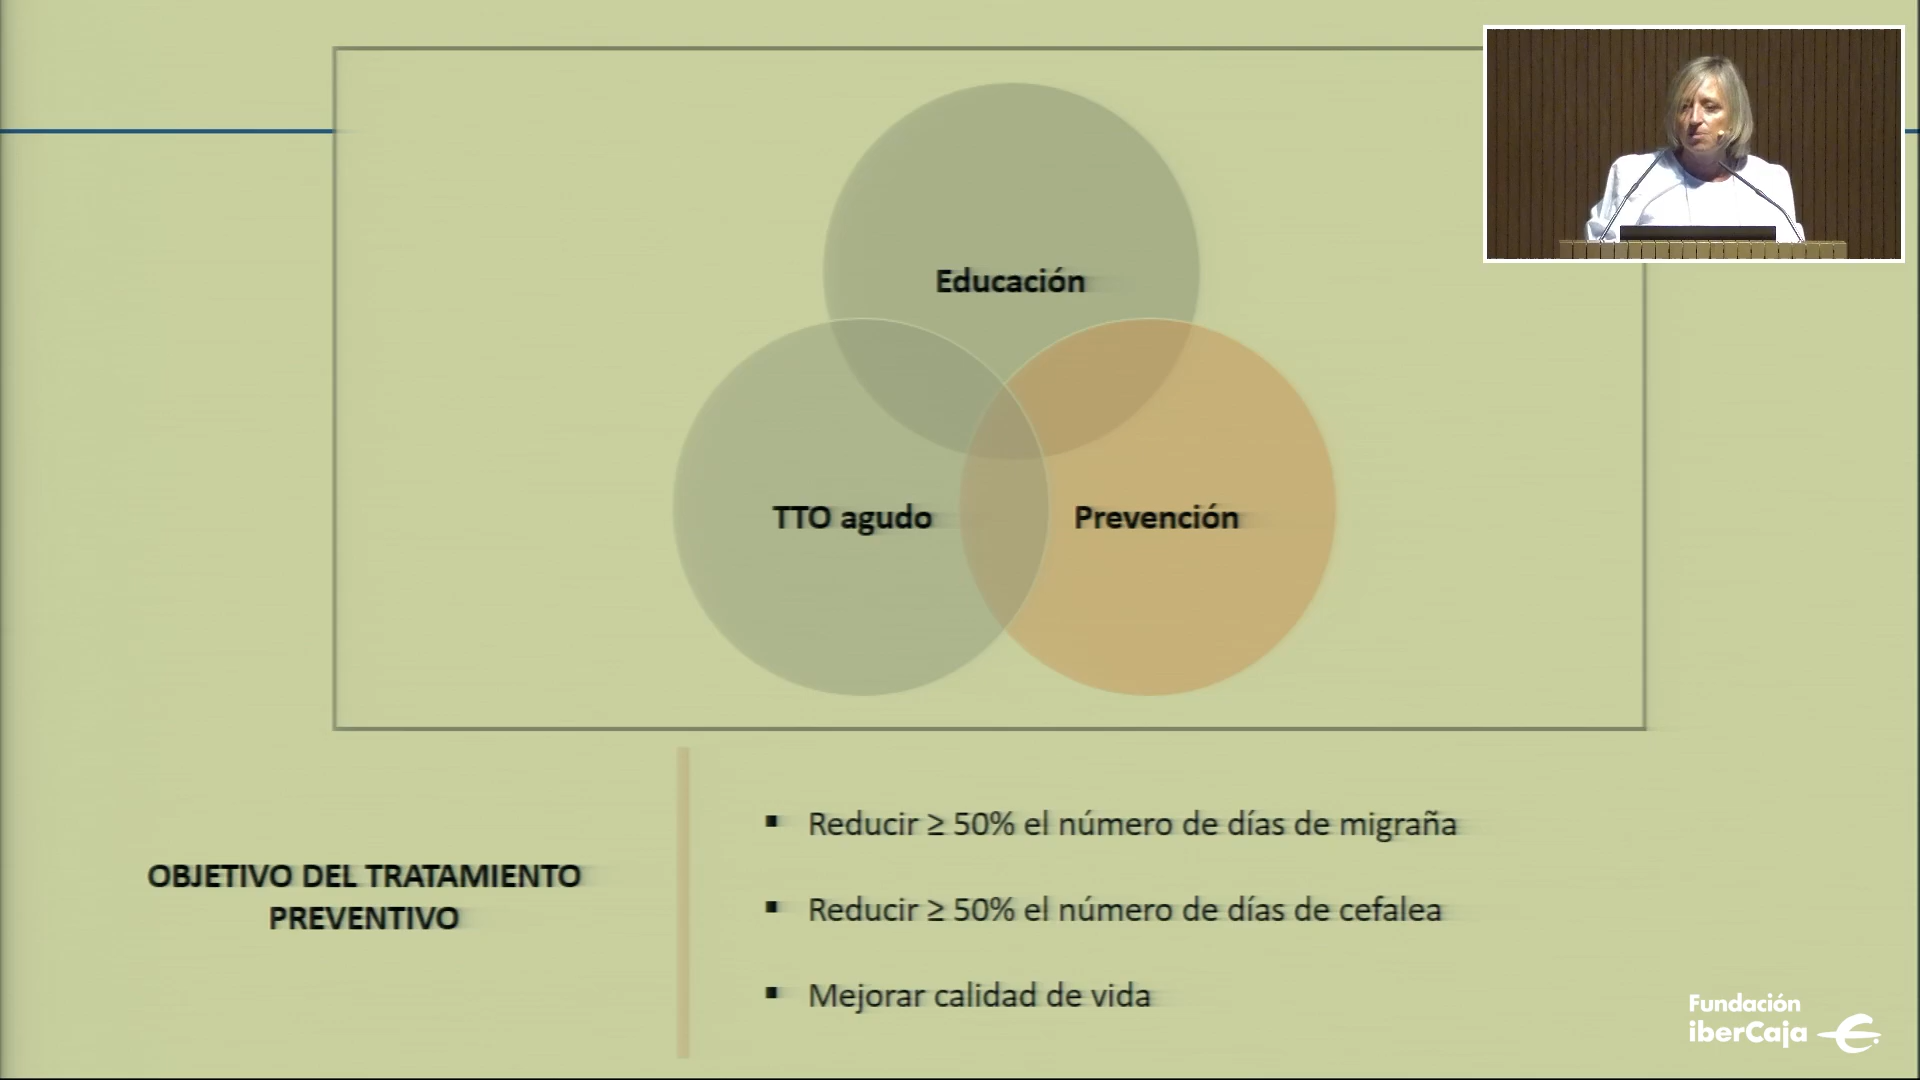 Educación
TTO agudo
Prevención
OBJETIVO DEL TRATAMIENTO
PREVENTIVO
▪ Reducir ≥ 50% el número de días de migraña
▪ Reducir ≥ 50% el número de días de cefalea
▪ Mejorar calidad de vida
Fundación
iberCaja